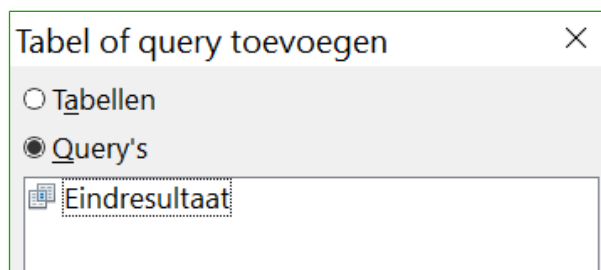 Tabel of query toevoegen
Tabellen
Query's
Eindresultaat